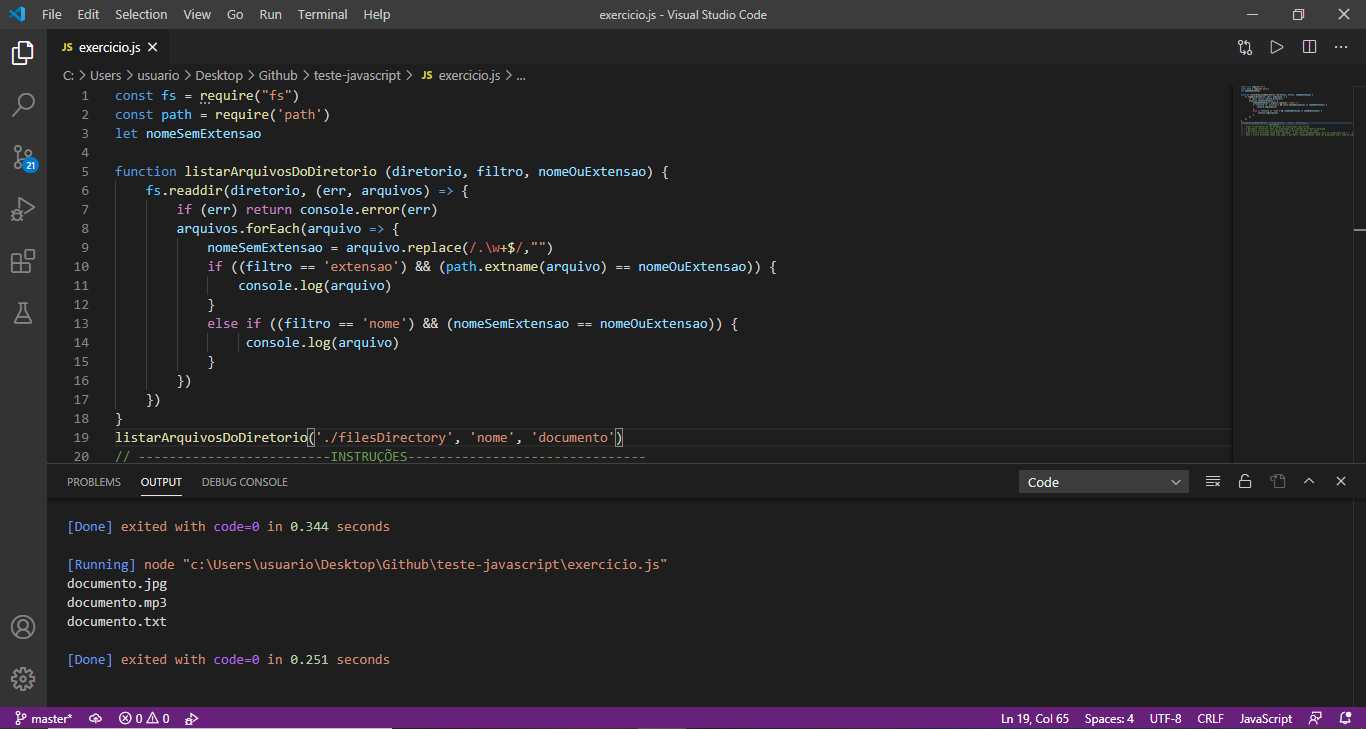 File Edit Selection View Go Run Terminal Help exercicio.js - Visual Studio Code
JS exercicio.js
C: > Users > usuario > Desktop > Github > teste-javascript > JS exercicio.js > ...
1 const fs = require("fs")
2 const path = require('path')
3 let nomeSemExtensao
4
5 function listarArquivosDoDiretorio (diretorio, filtro, nomeOuExtensao) {
6 fs.readdir(diretorio, (err, arquivos) => {
7 if (err) return console.error(err)
8 arquivos.forEach(arquivo => {
9 nomeSemExtensao = arquivo.replace(/.\w+$/,"")
10 if ((filtro == 'extensao') && (path.extname(arquivo) == nomeOuExtensao)) {
11 console.log(arquivo)
12 }
13 else if ((filtro == 'nome') && (nomeSemExtensao == nomeOuExtensao)) {
14 console.log(arquivo)
15 }
16 })
17 })
18 }
19 listarArquivosDoDiretorio('./filesDirectory', 'nome', 'documento')
20 // -------------------------INSTRUÇÕES-------------------------------
21
PROBLEMS OUTPUT DEBUG CONSOLE Code
[Done] exited with code=0 in 0.344 seconds
[Running] node "c:\Users\usuario\Desktop\Github\teste-javascript\exercicio.js"
documento.jpg
documento.mp3
documento.txt
[Done] exited with code=0 in 0.251 seconds
master* 0 0 Ln 19, Col 65 Spaces: 4 UTF-8 CRLF JavaScript